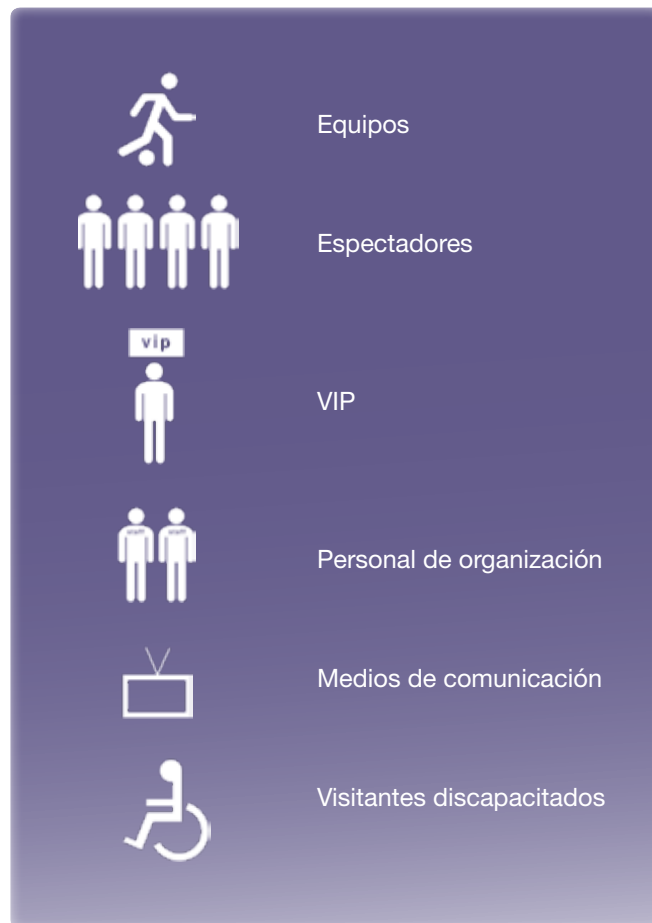 Equipos
Espectadores
vip
VIP
Personal de organización
Medios de comunicación
Visitantes discapacitados